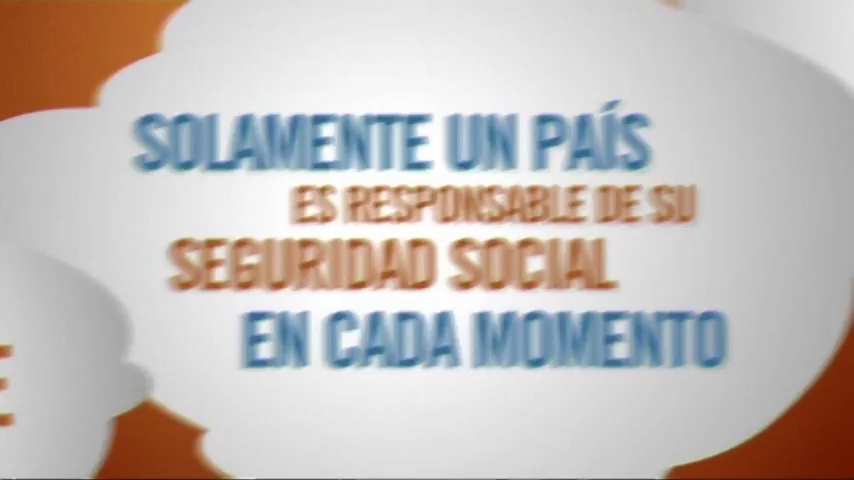 SOLAMENTE UN PAÍS
ES RESPONSABLE DE SU
SEGURIDAD SOCIAL
EN CADA MOMENTO
E